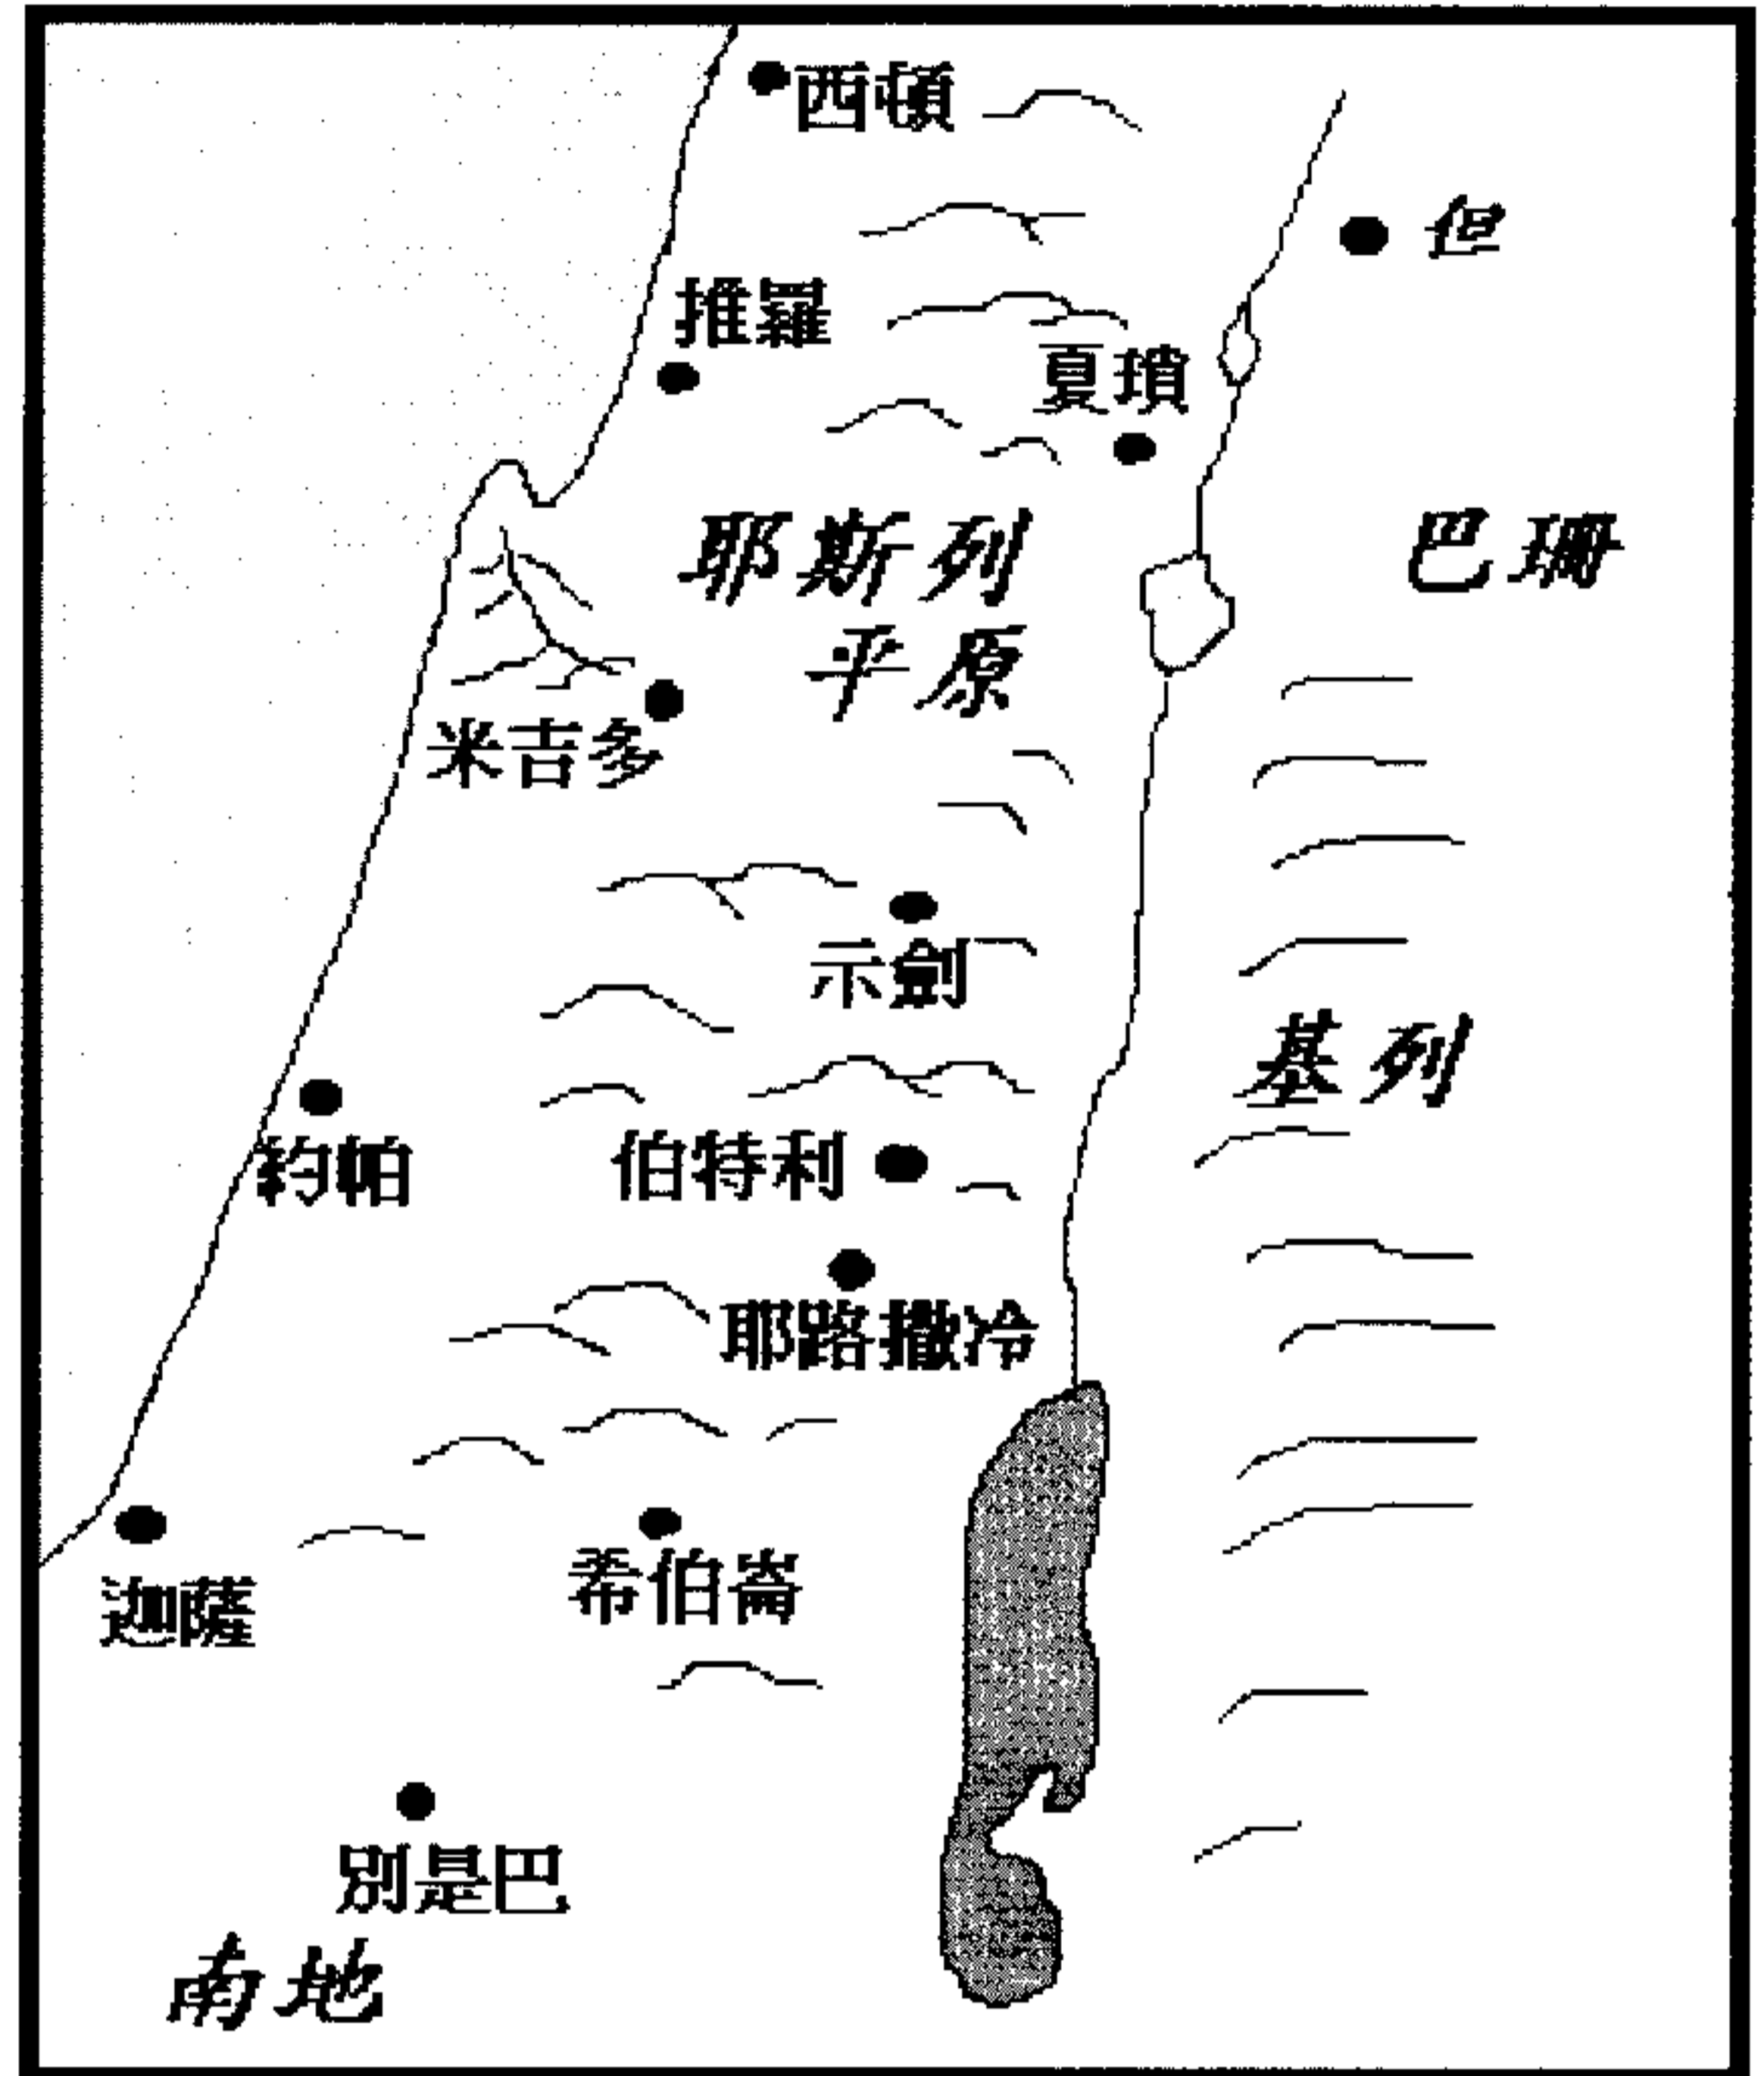 西頓
但
推羅
夏瑣
耶斯列
平原
巴珊
米吉多
示劍
基列
約帕
伯特利
耶路撒冷
迦薩
希伯崙
別是巴
南地